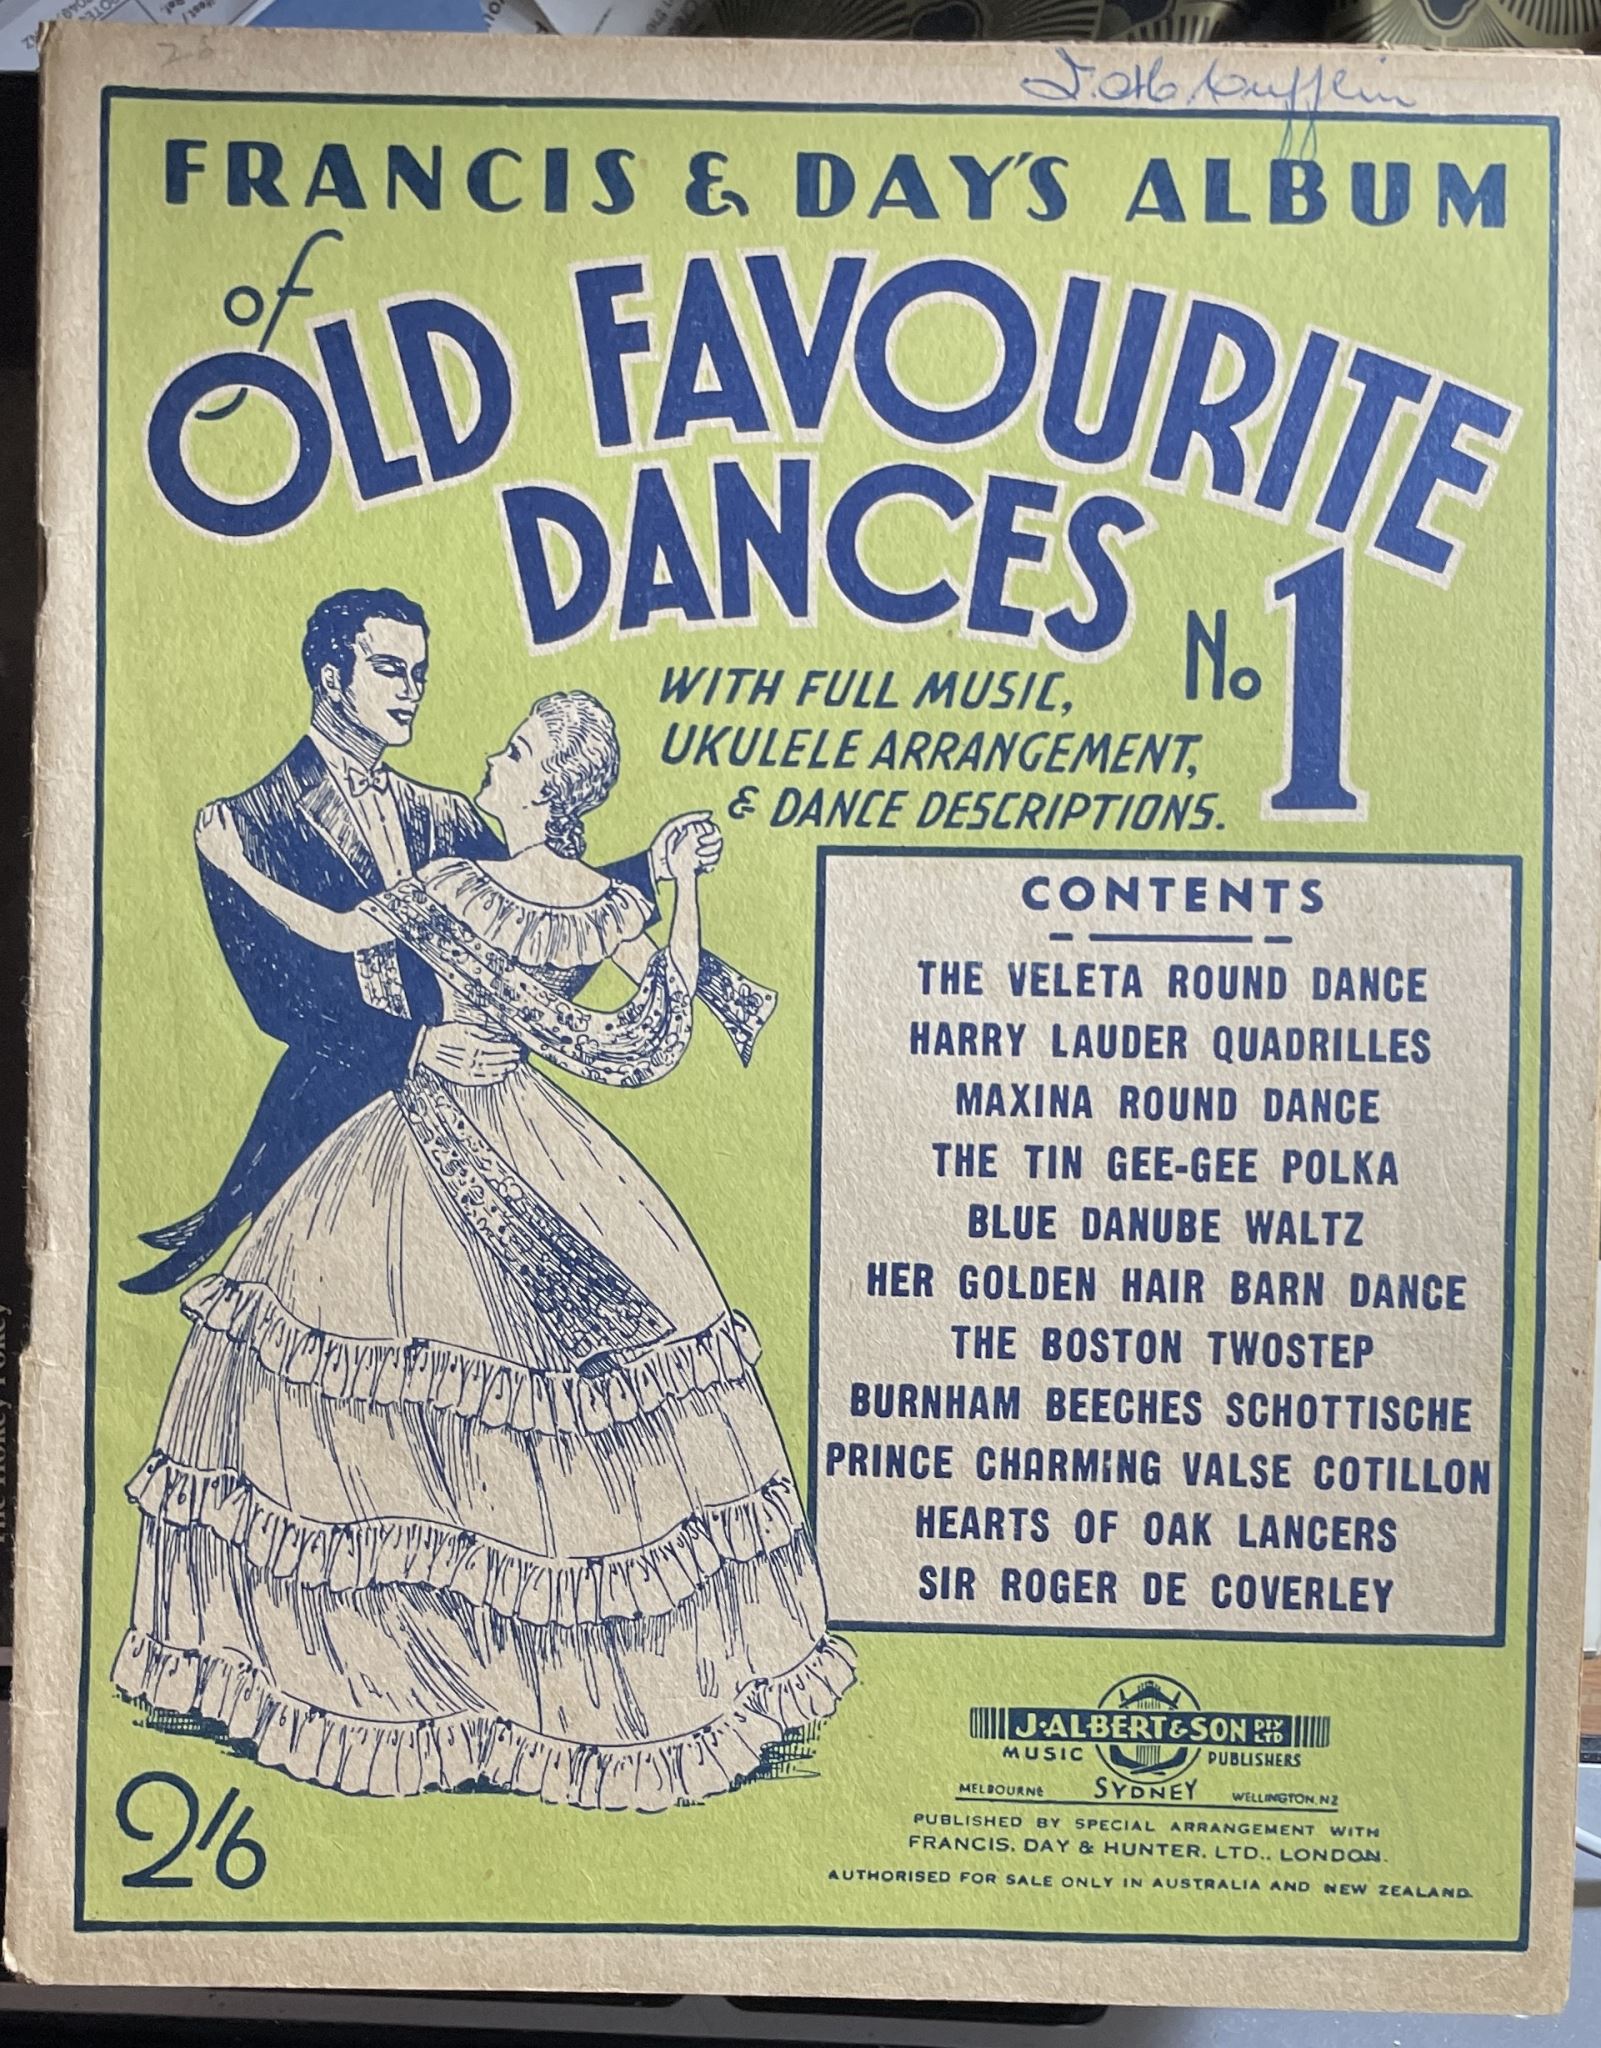 FRANCIS & DAY'S ALBUM
of
OLD FAVOURITE
DANCES
No 1
WITH FULL MUSIC,
UKULELE ARRANGEMENT,
& DANCE DESCRIPTIONS.
CONTENTS
THE VELETA ROUND DANCE
HARRY LAUDER QUADRILLES
MAXINA ROUND DANCE
THE TIN GEE-GEE POLKA
BLUE DANUBE WALTZ
HER GOLDEN HAIR BARN DANCE
THE BOSTON TWOSTEP
BURNHAM BEECHES SCHOTTISCHE
PRINCE CHARMING VALSE COTILLON
HEARTS OF OAK LANCERS
SIR ROGER DE COVERLEY
J. ALBERT & SON PTY LTD
MUSIC PUBLISHERS
MELBOURNE SYDNEY WELLINGTON, N.Z
PUBLISHED BY SPECIAL ARRANGEMENT WITH
FRANCIS, DAY & HUNTER, LTD., LONDON.
AUTHORISED FOR SALE ONLY IN AUSTRALIA AND NEW ZEALAND.
2/6